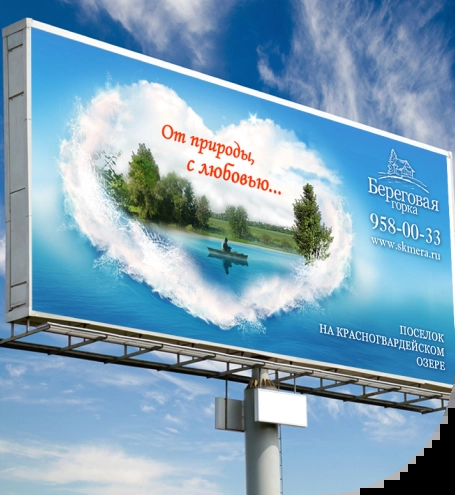 От природы,
с любовью...
Береговая
горка
958-00-33
www.skmera.ru
ПОСЕЛОК
НА КРАСНОГВАРДЕЙСКОМ
ОЗЕРЕ